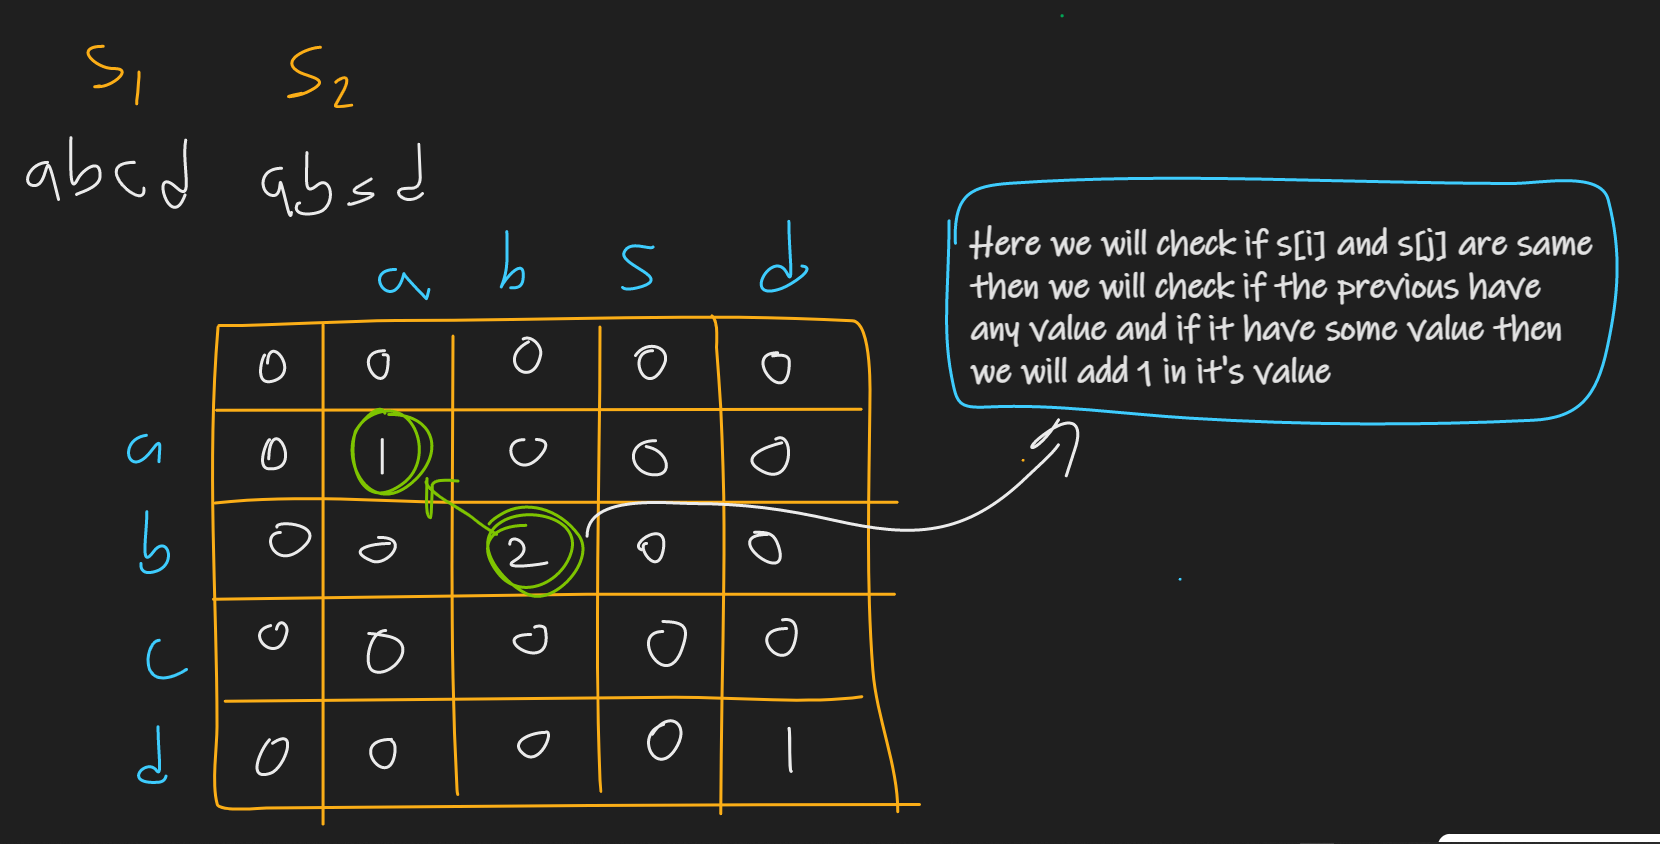 S1 S2
abcd absd
a b s d
0 0 0 0 0
a 0 1 0 0 0
b 0 0 2 0 0
c 0 0 0 0 0
d 0 0 0 0 1
Here we will check if s[i] and s[j] are same
then we will check if the previous have
any value and if it have some value then
we will add 1 in it's value